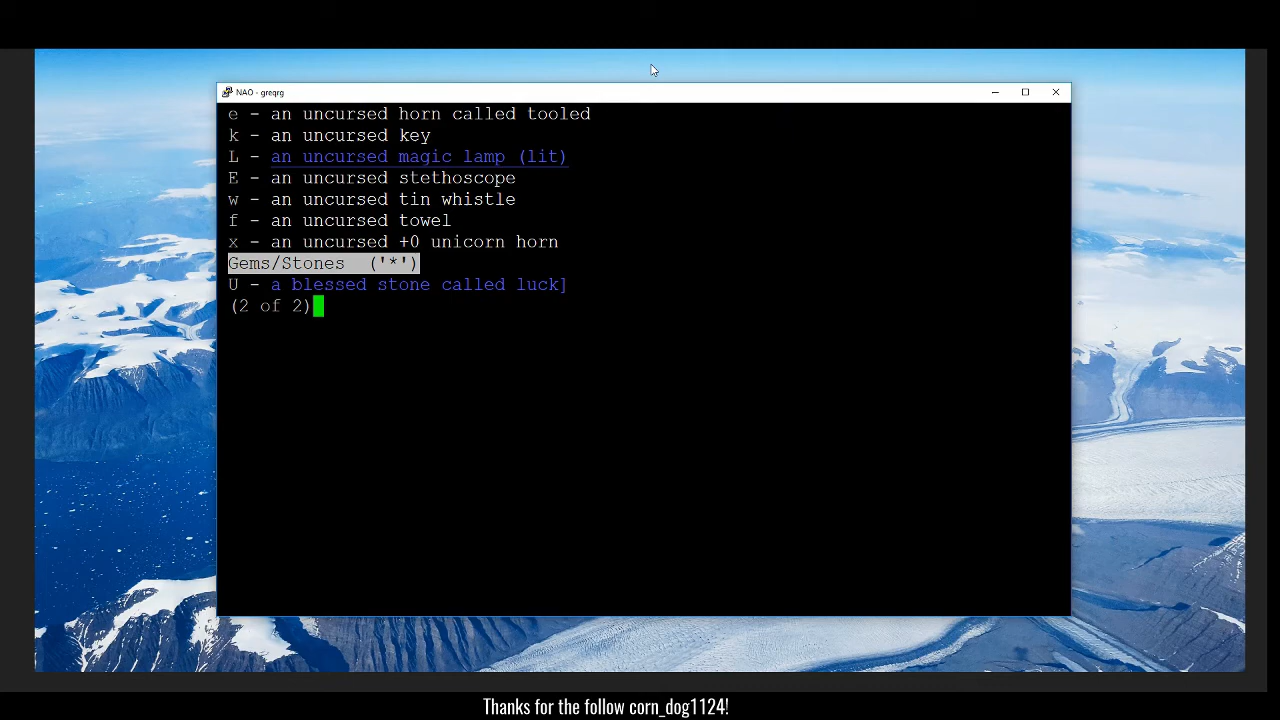 NAO - greqrg
e - an uncursed horn called tooled
k - an uncursed key
L - an uncursed magic lamp (lit)
E - an uncursed stethoscope
w - an uncursed tin whistle
f - an uncursed towel
x - an uncursed +0 unicorn horn
Gems/Stones  ('*')
U - a blessed stone called luck]
(2 of 2)
Thanks for the follow corn_dog1124!